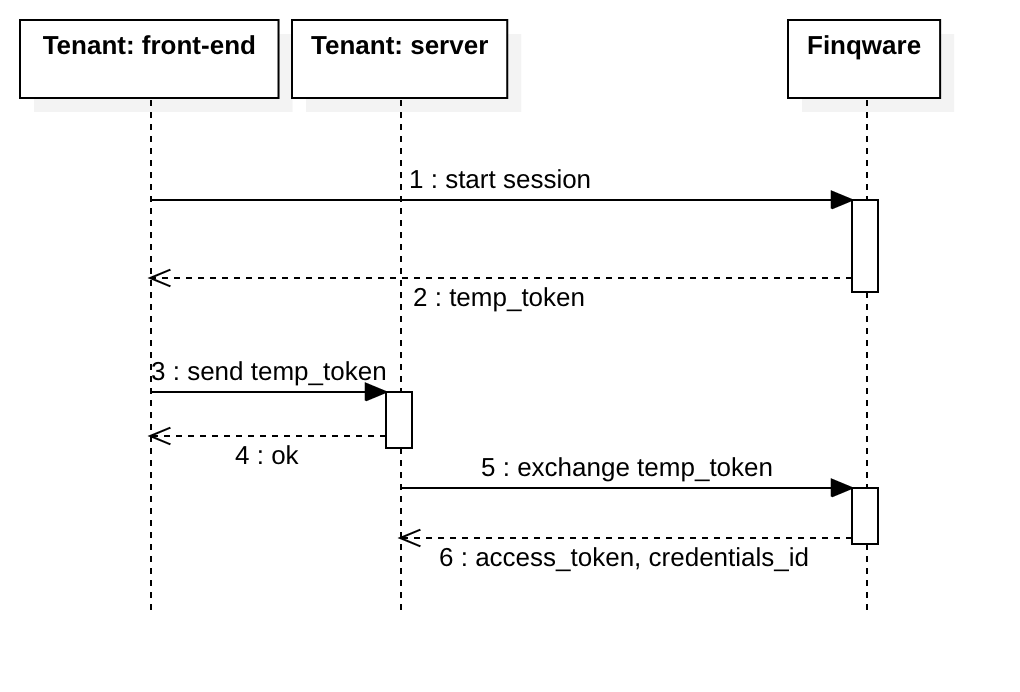 Tenant: front-end
Tenant: server
Finqware
1 : start session
2 : temp_token
3 : send temp_token
4 : ok
5 : exchange temp_token
6 : access_token, credentials_id